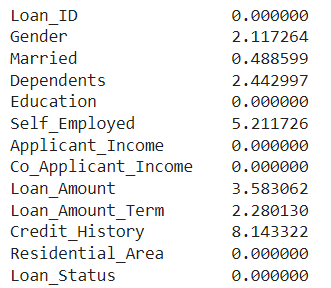 Loan_ID 0.000000
Gender 2.117264
Married 0.488599
Dependents 2.442997
Education 0.000000
Self_Employed 5.211726
Applicant_Income 0.000000
Co_Applicant_Income 0.000000
Loan_Amount 3.583062
Loan_Amount_Term 2.280130
Credit_History 8.143322
Residential_Area 0.000000
Loan_Status 0.000000